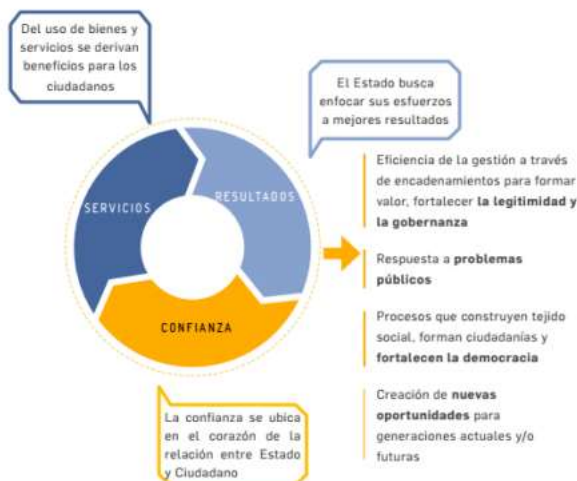 Del uso de bienes y
servicios se derivan
beneficios para los
ciudadanos
El Estado busca
enfocar sus esfuerzos
a mejores resultados
SERVICIOS
RESULTADOS
CONFIANZA
Eficiencia de la gestión a través
de encadenamientos para formar
valor, fortalecer la legitimidad y
la gobernanza
Respuesta a problemas
públicos
Procesos que construyen tejido
social, forman ciudadanías y
fortalecen la democracia
Creación de nuevas
oportunidades para
generaciones actuales y/o
futuras
La confianza se ubica
en el corazón de la
relación entre Estado
y Ciudadano